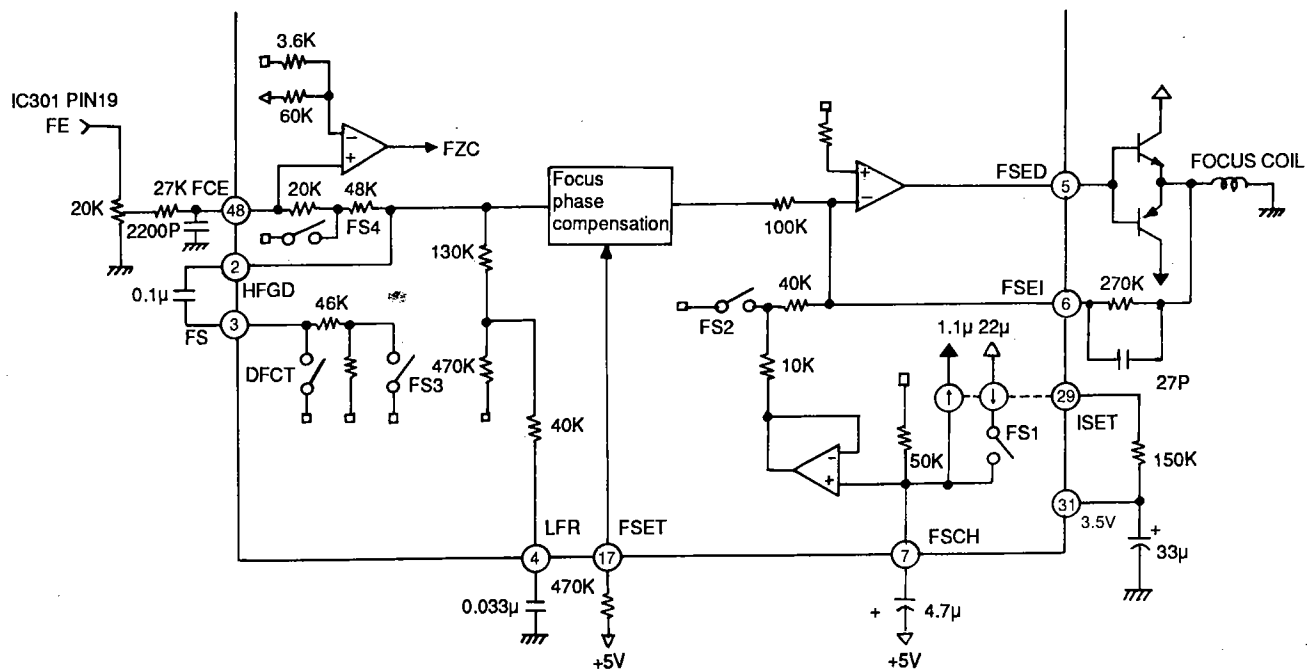 3.6K
60K
IC301 PIN19
FE
FZC
27K FCE
20K
2200P
48
20K
48K
FS4
2
HFGD
0.1μ
FS
3
46K
DFCT
FS3
130K
470K
40K
Focus
phase
compensation
100K
FSED
5
FOCUS COIL
40K
FS2
10K
FSEI
6
270K
27P
1.1μ 22μ
29
ISET
FS1
50K
150K
31
3.5V
+
33μ
LFR
4
FSET
17
FSCH
7
0.033μ
470K
+5V
+
4.7μ
+5V
−
+
+
−
−
+